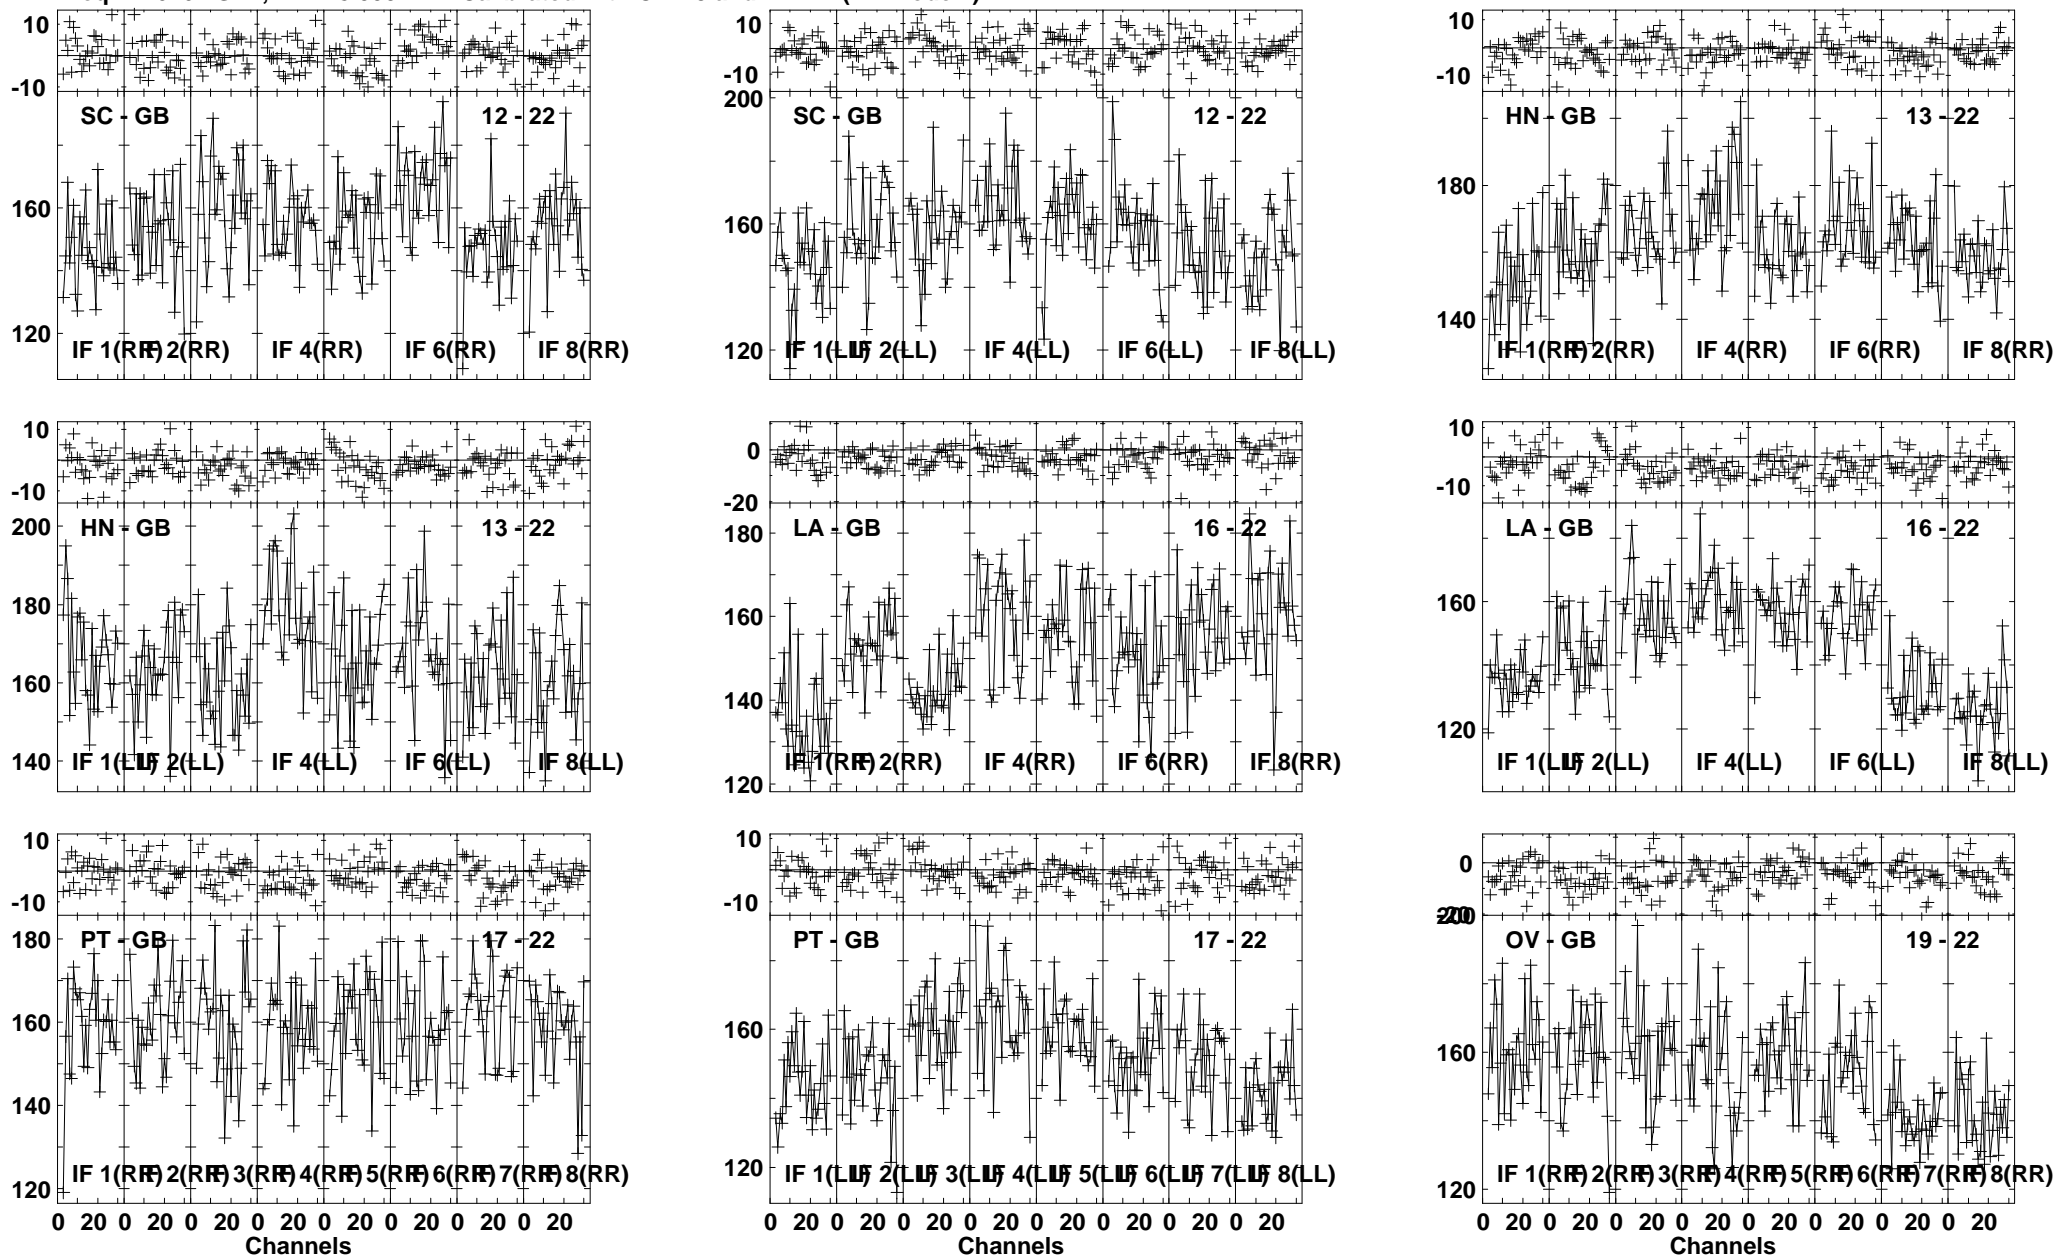 10
-10
SC - GB 12 - 22
160
120
IF 1(RR) IF 2(RR) IF 4(RR) IF 6(RR) IF 8(RR)
10
-10
200
SC - GB 12 - 22
160
120
IF 1(LL) IF 2(LL) IF 4(LL) IF 6(LL) IF 8(LL)
10
-10
HN - GB 13 - 22
180
140
IF 1(RR) IF 2(RR) IF 4(RR) IF 6(RR) IF 8(RR)
10
-10
200
HN - GB 13 - 22
180
160
140
IF 1(LL) IF 2(LL) IF 4(LL) IF 6(LL) IF 8(LL)
0
-20
180
LA - GB 16 - 22
160
140
120
IF 1(RR) IF 2(RR) IF 4(RR) IF 6(RR) IF 8(RR)
10
-10
LA - GB 16 - 22
160
120
IF 1(LL) IF 2(LL) IF 4(LL) IF 6(LL) IF 8(LL)
10
-10
180
PT - GB 17 - 22
160
140
120
IF 1(RR) IF 2(RR) IF 3(RR) IF 4(RR) IF 5(RR) IF 6(RR) IF 7(RR) IF 8(RR)
0 20 0 20 0 20 0 20 0 20 0 20 0 20 0 20
Channels
10
-10
PT - GB 17 - 22
160
120
IF 1(LL) IF 2(LL) IF 3(LL) IF 4(LL) IF 5(LL) IF 6(LL) IF 7(LL) IF 8(LL)
0 20 0 20 0 20 0 20 0 20 0 20 0 20 0 20
Channels
0
-20
200
OV - GB 19 - 22
160
120
IF 1(RR) IF 2(RR) IF 3(RR) IF 4(RR) IF 5(RR) IF 6(RR) IF 7(RR) IF 8(RR)
0 20 0 20 0 20 0 20 0 20 0 20 0 20 0 20
Channels